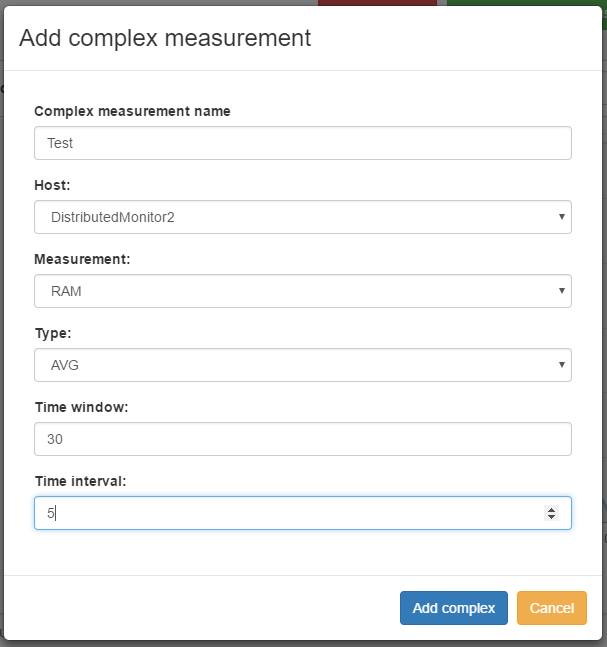 Add complex measurement
Complex measurement name
Test
Host:
DistributedMonitor2
Measurement:
RAM
Type:
AVG
Time window:
30
Time interval:
5
Add complex Cancel